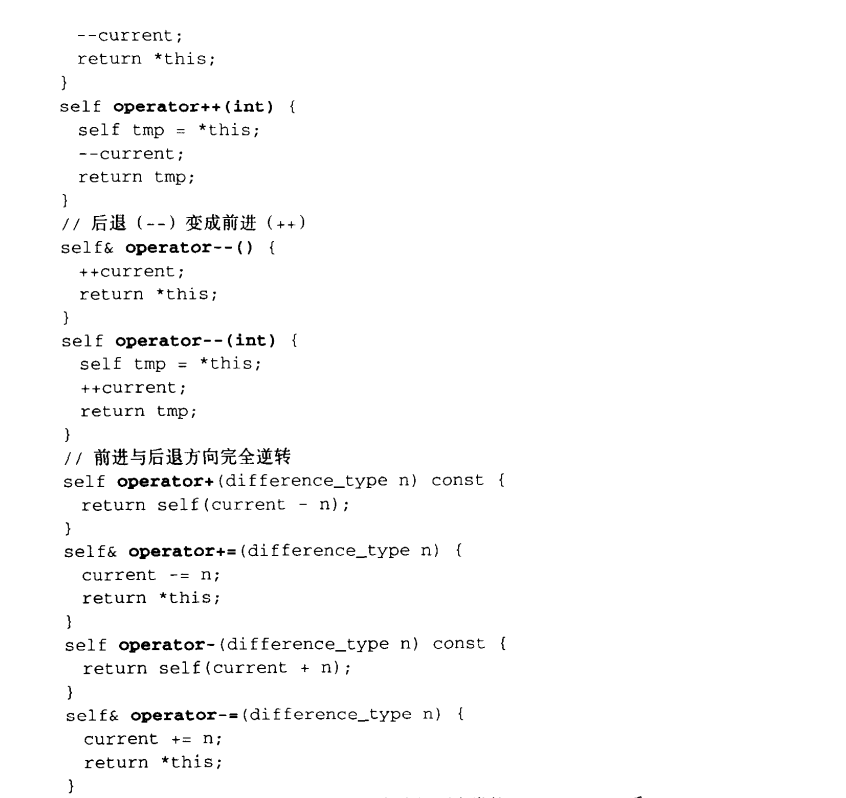 --current;
return *this;
}
self operator++(int) {
self tmp = *this;
--current;
return tmp;
}
// 后退（--）变成前进（++）
self& operator--() {
++current;
return *this;
}
self operator--(int) {
self tmp = *this;
++current;
return tmp;
}
// 前进与后退方向完全逆转
self operator+(difference_type n) const {
return self(current - n);
}
self& operator+=(difference_type n) {
current -= n;
return *this;
}
self operator-(difference_type n) const {
return self(current + n);
}
self& operator-=(difference_type n) {
current += n;
return *this;
}